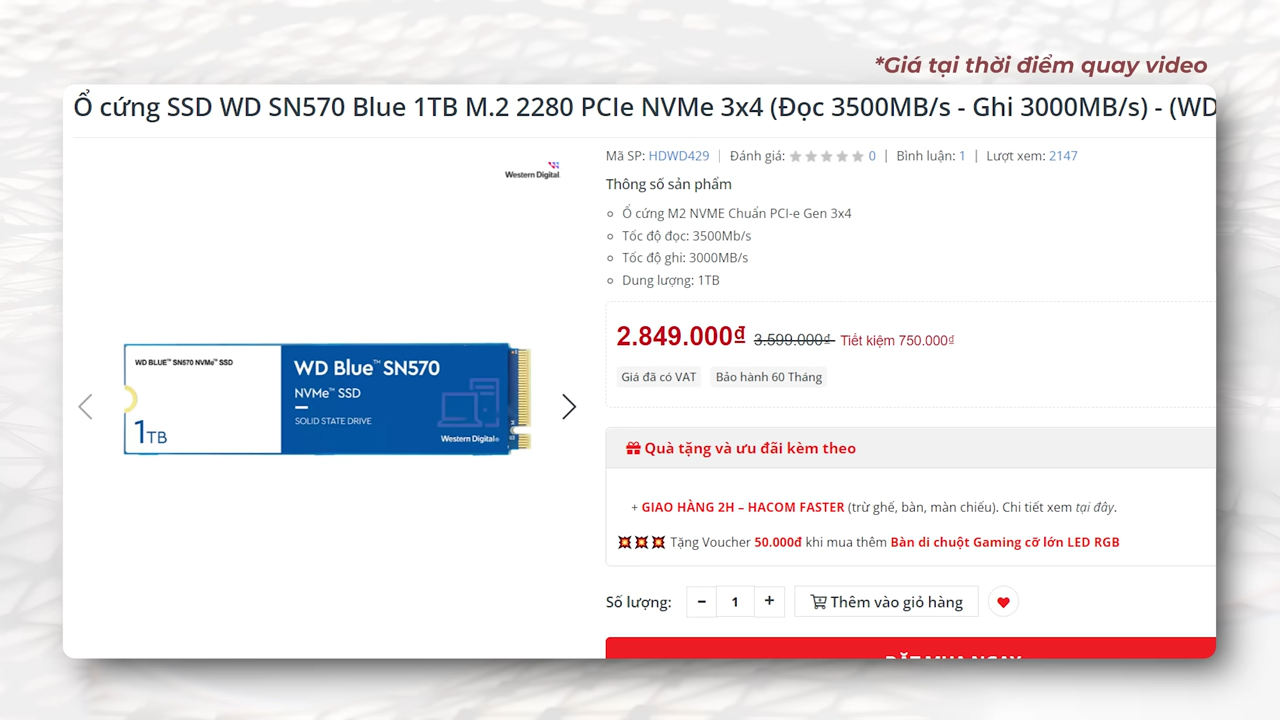 *Giá tại thời điểm quay video
Ổ cứng SSD WD SN570 Blue 1TB M.2 2280 PCIe NVMe 3x4 (Đọc 3500MB/s - Ghi 3000MB/s) - (WD
Mã SP: HDWD429 | Đánh giá: 0 | Bình luận: 1 | Lượt xem: 2147
Western Digital
Thông số sản phẩm
Ổ cứng M2 NVME Chuẩn PCI-e Gen 3x4
Tốc độ đọc: 3500Mb/s
Tốc độ ghi: 3000MB/s
Dung lượng: 1TB
2.849.000đ 3.599.000đ Tiết kiệm 750.000đ
Giá đã có VAT Bảo hành 60 Tháng
WD BLUE™ SN570 NVMe™ SSD
1TB
WD Blue™ SN570
NVMe™ SSD
SOLID STATE DRIVE
Western Digital®
Quà tặng và ưu đãi kèm theo
+ GIAO HÀNG 2H – HACOM FASTER (trừ ghế, bàn, màn chiếu). Chi tiết xem tại đây.
💥💥💥 Tặng Voucher 50.000đ khi mua thêm Bàn di chuột Gaming cỡ lớn LED RGB
Số lượng: - 1 + Thêm vào giỏ hàng
ĐẶT MUA NGAY